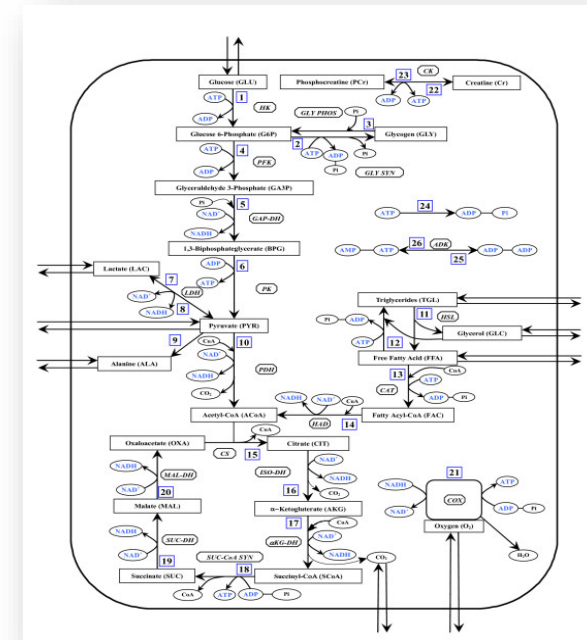 Glucose (GLU)
1
ATP
ADP
HK
Phosphocreatine (PCr)
23
CK
Creatine (Cr)
22
ADP
ATP
Glucose 6-Phosphate (G6P)
GLY PHOS
Pi
3
Glycogen (GLY)
2
ATP
ADP
Pi
Pi
GLY SYN
4
ATP
ADP
PFK
Glyceraldehyde 3-Phosphate (GA3P)
5
Pi
NAD+
NADH
GAP-DH
24
ATP
ADP
Pi
1,3-Biphosphateglycerate (BPG)
26
ADK
AMP
ATP
ADP
ADP
25
6
ADP
ATP
PK
Lactate (LAC)
7
NAD+
NADH
LDH
8
Pyruvate (PYR)
9
Alanine (ALA)
Triglycerides (TGL)
11
HSL
Pi
ADP
ATP
12
Glycerol (GLC)
Free Fatty Acid (FFA)
10
CoA
NAD+
NADH
CO2
PDH
13
CoA
ATP
ADP
Pi
CAT
Acetyl-CoA (ACoA)
NADH
NAD+
CoA
HAD
14
Fatty Acyl-CoA (FAC)
Oxaloacetate (OXA)
CoA
CS
15
Citrate (CIT)
NADH
NAD+
MAL-DH
20
ISO-DH
NAD+
NADH
CO2
16
Malate (MAL)
α-Ketogluterate (AKG)
17
CoA
NAD+
NADH
CO2
αKG-DH
NADH
NAD+
SUC-DH
19
SUC-CoA SYN
18
Succinate (SUC)
Succinyl-CoA (SCoA)
CoA
ATP
ADP
Pi
21
NADH
NAD+
COX
ATP
ADP
Pi
Oxygen (O2)
H2O